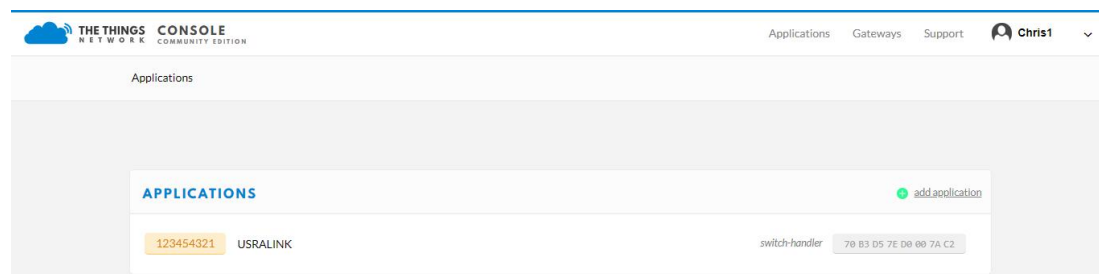 THE THINGS NETWORK CONSOLE COMMUNITY EDITION Applications Gateways Support Chris1
Applications
APPLICATIONS add application
123454321 USRALINK switch-handler 70 B3 D5 7E D0 00 7A C2